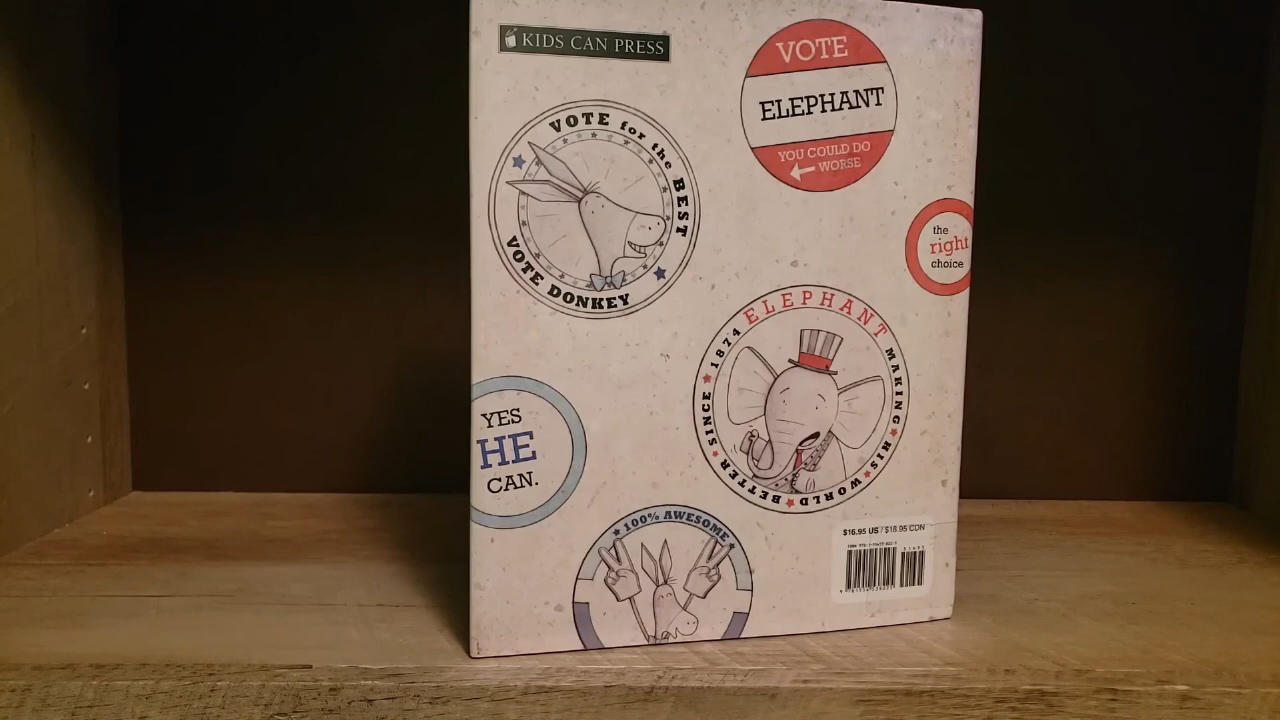 KIDS CAN PRESS
VOTE
ELEPHANT
YOU COULD DO
WORSE
VOTE for the BEST
VOTE DONKEY
the
right
choice
ELEPHANT
MAKING HIS WORLD BETTER SINCE 1874
YES
HE
CAN.
100% AWESOME
$16.95 US / $18.95 CDN